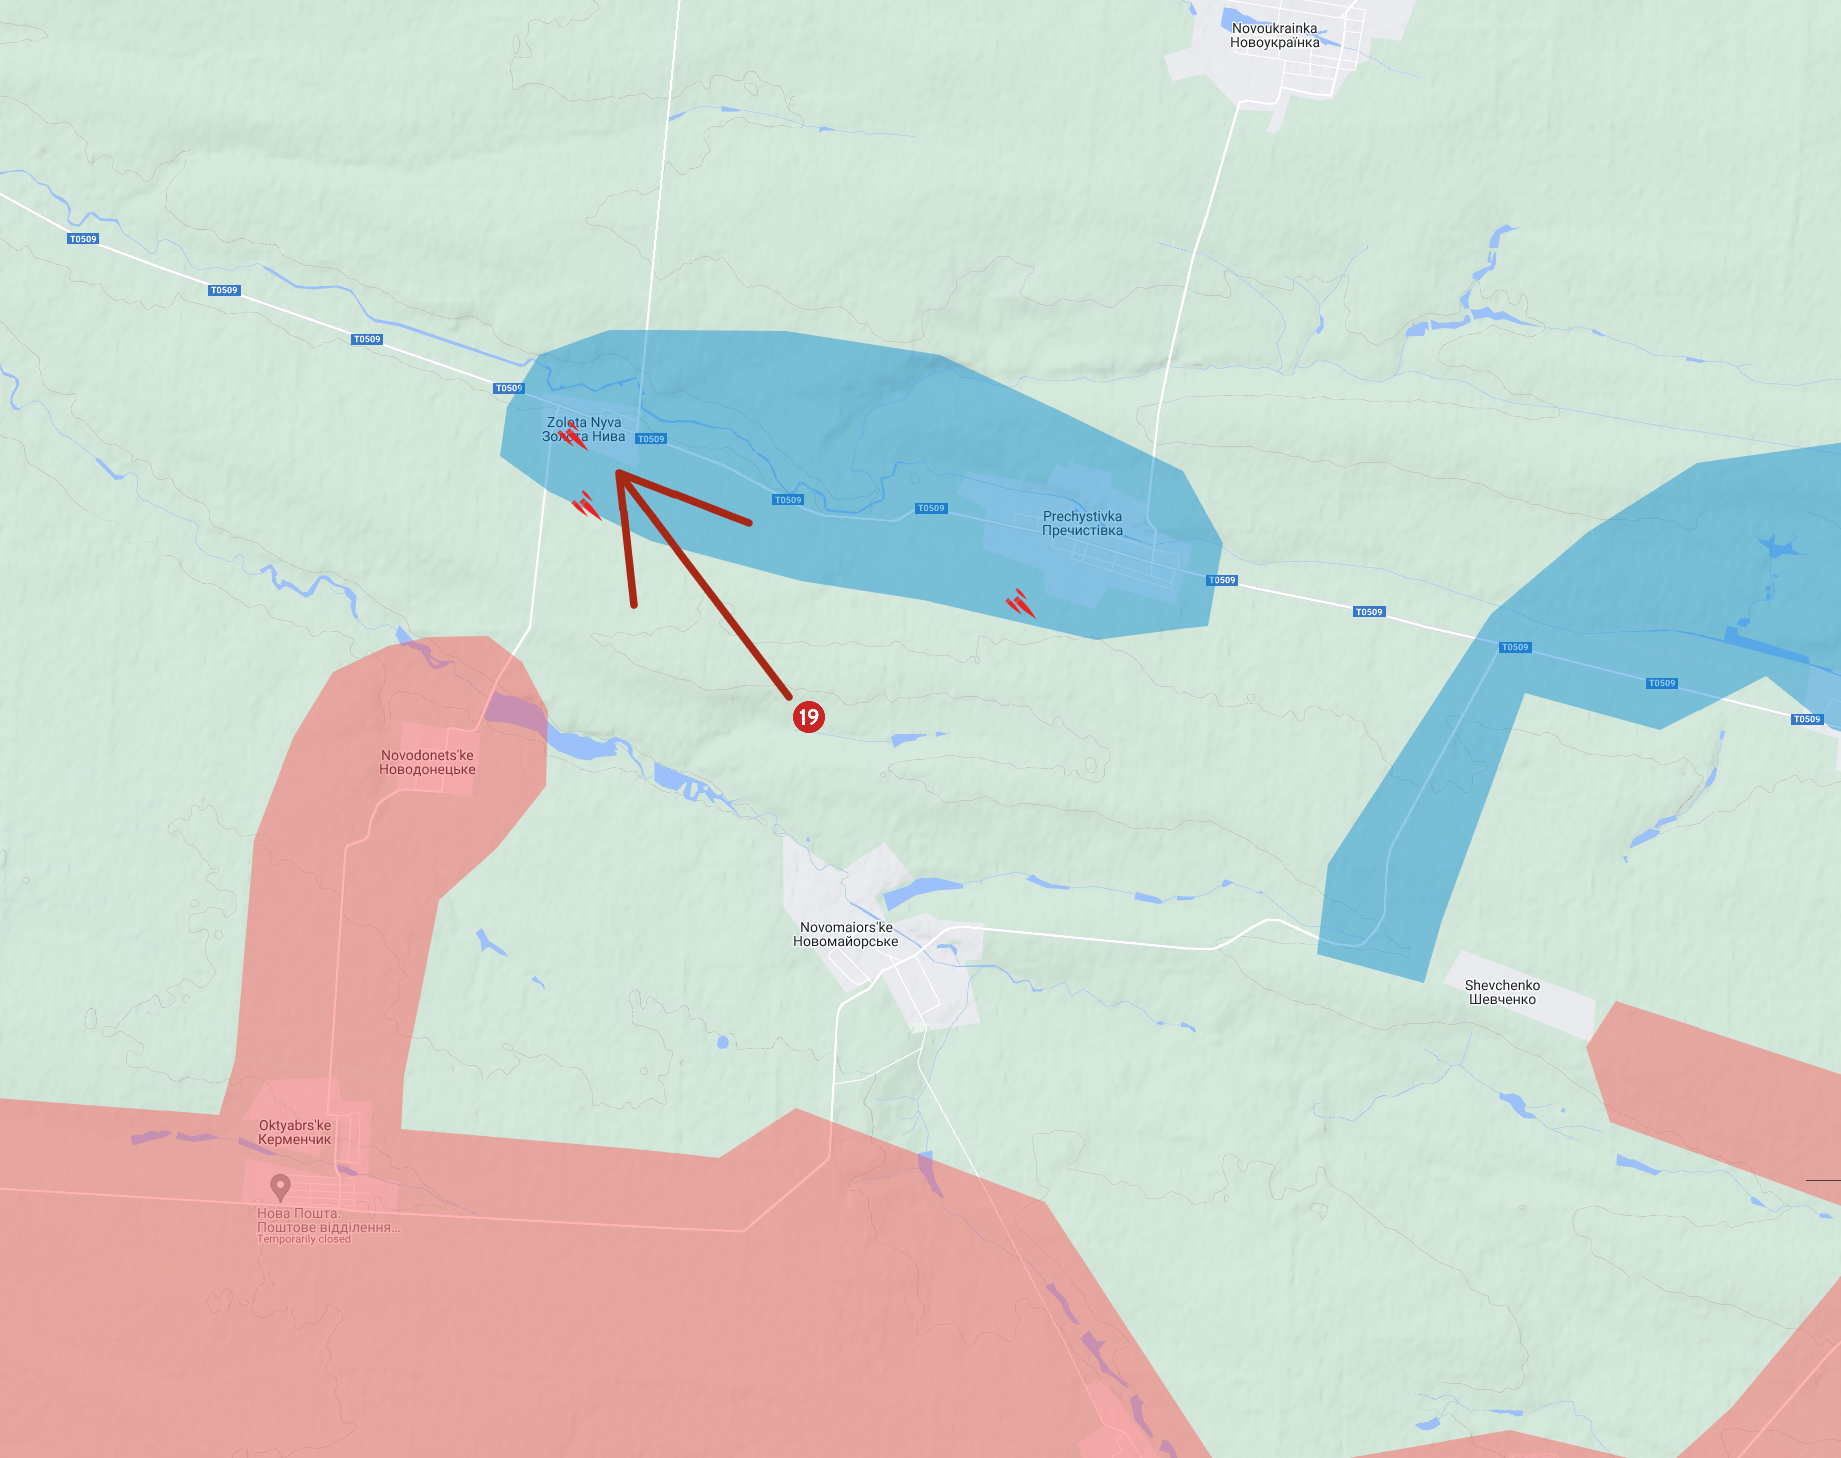 Novoukrainka
Новоукраїнка
T0509
T0509
T0509
T0509
Zolota Nyva
Золота Нива
T0509
T0509
T0509
Prechystivka
Пречистівка
T0509
T0509
T0509
T0509
T0509
19
Novodonets'ke
Новодонецьке
Novomaiors'ke
Новомайорське
Shevchenko
Шевченко
Oktyabrs'ke
Керменчик
Нова Пошта.
Поштове відділення...
Temporarily closed